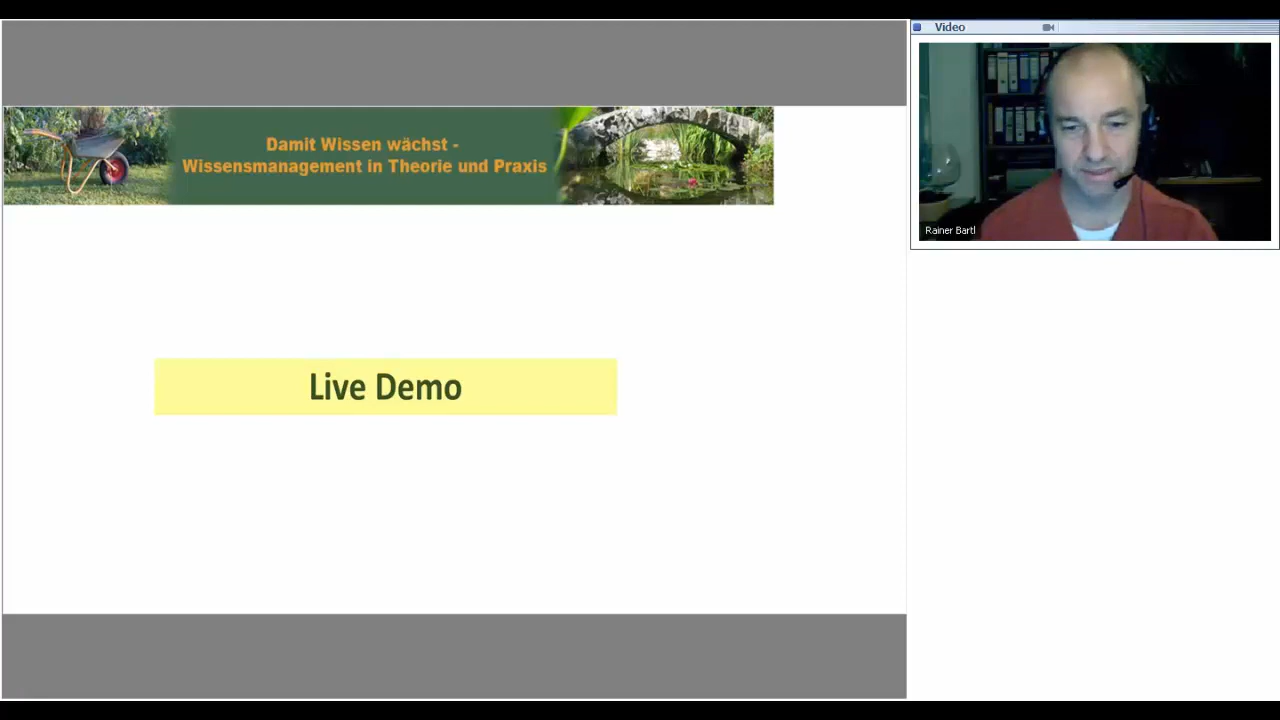 Video
Damit Wissen wächst -
Wissensmanagement in Theorie und Praxis
Rainer Bartl
Live Demo